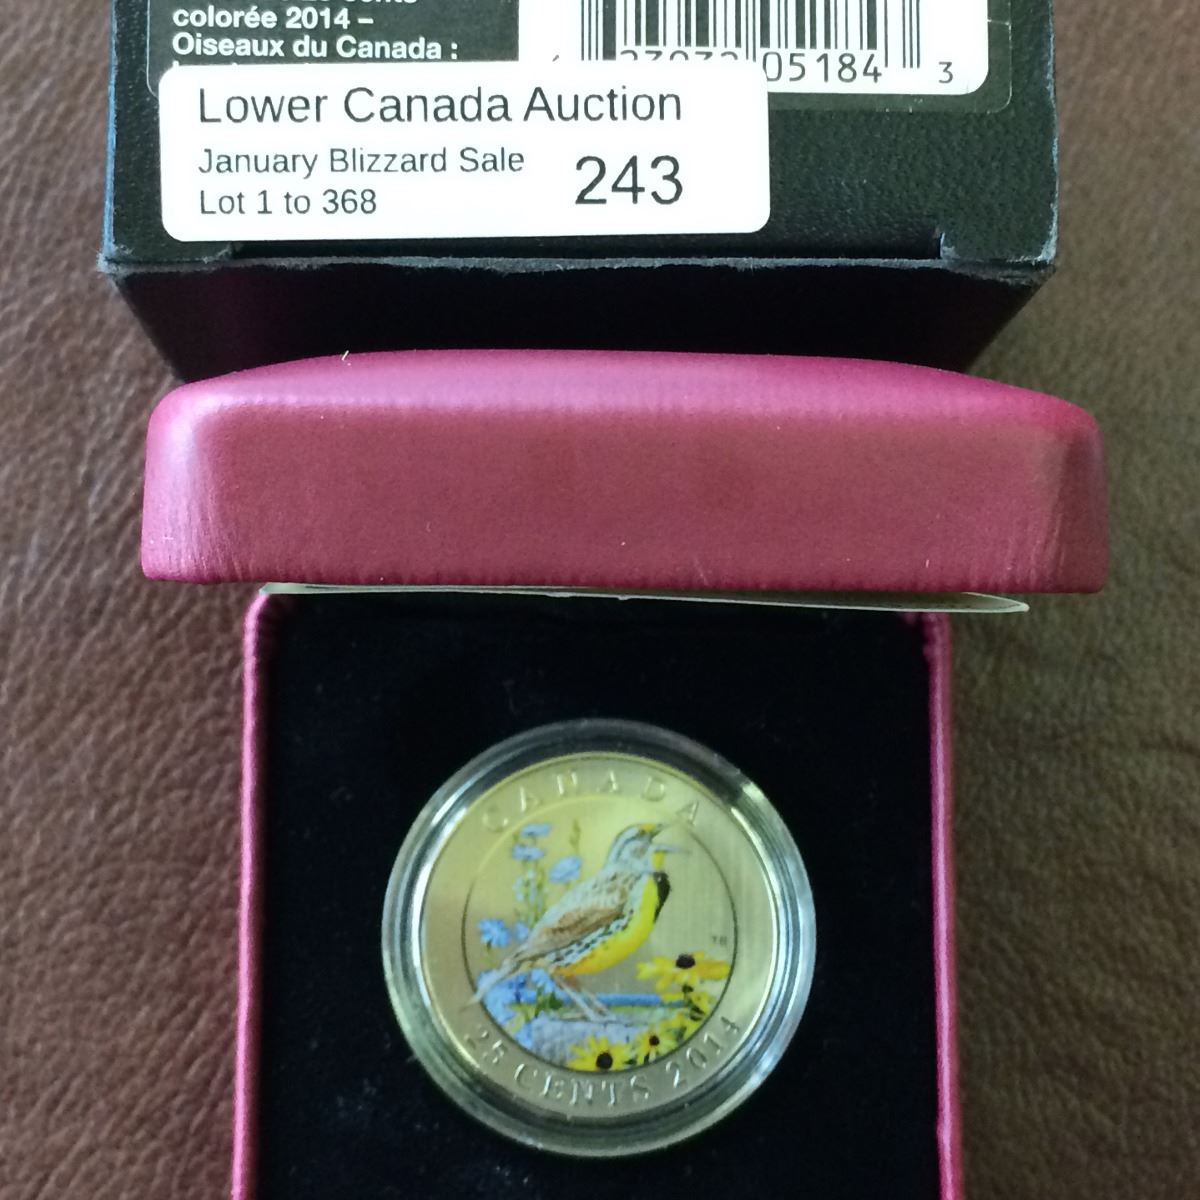 colorée 2014 –
Oiseaux du Canada :
05184 3
Lower Canada Auction
January Blizzard Sale
Lot 1 to 368
243
CANADA
TB
25 CENTS 2014